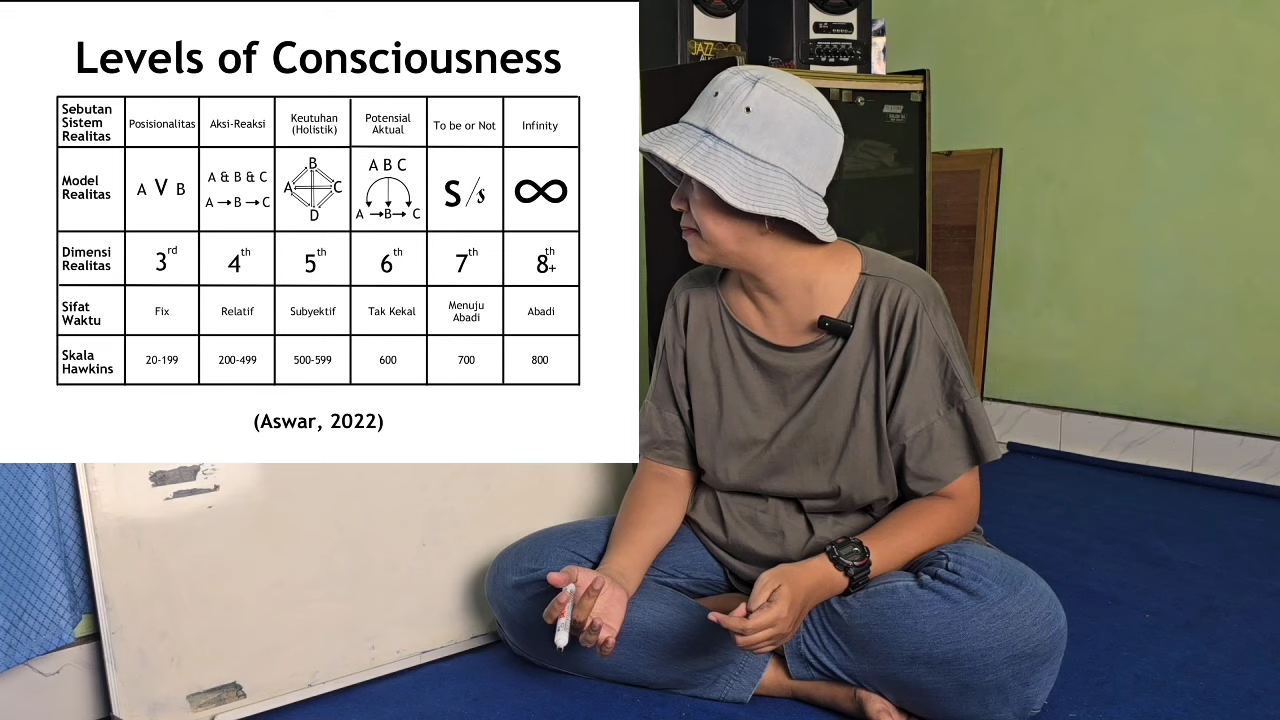 Levels of Consciousness
Sebutan
Sistem
Realitas
Posisionalitas
Aksi-Reaksi
Keutuhan
(Holistik)
Potensial
Aktual
To be or Not
Infinity
Model
Realitas
A V B
A & B & C
A → B → C
B
A C
D
A B C
A → B → C
S/s
∞
Dimensi
Realitas
3rd
4th
5th
6th
7th
8th+
Sifat
Waktu
Fix
Relatif
Subyektif
Tak Kekal
Menuju
Abadi
Abadi
Skala
Hawkins
20-199
200-499
500-599
600
700
800
(Aswar, 2022)
JAZZ